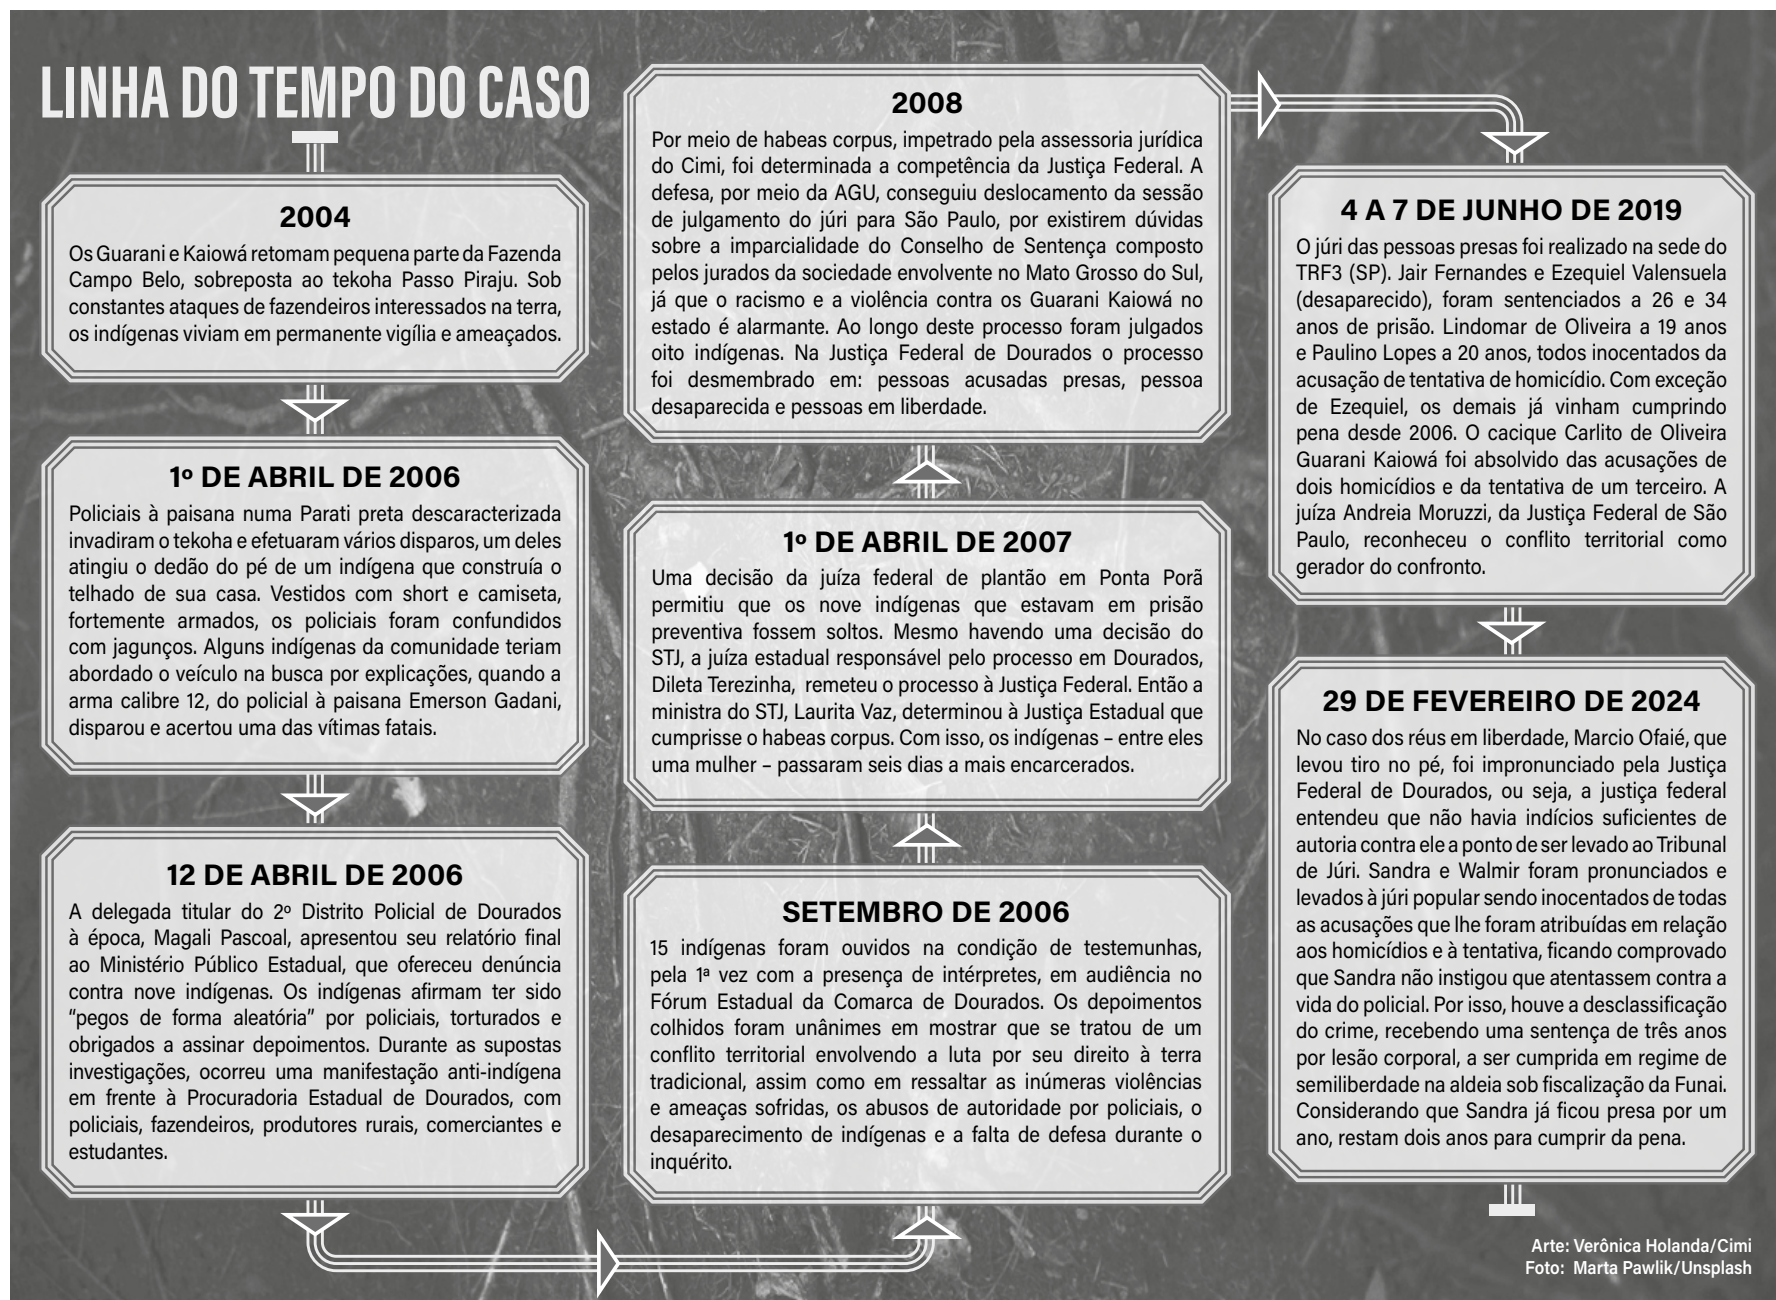 LINHA DO TEMPO DO CASO
2004
Os Guarani e Kaiowá retomam pequena parte da Fazenda
Campo Belo, sobreposta ao tekoha Passo Piraju. Sob
constantes ataques de fazendeiros interessados na terra,
os indígenas viviam em permanente vigília e ameaçados.
1º DE ABRIL DE 2006
Policiais à paisana numa Parati preta descaracterizada
invadiram o tekoha e efetuaram vários disparos, um deles
atingiu o dedão do pé de um indígena que construía o
telhado de sua casa. Vestidos com short e camiseta,
fortemente armados, os policiais foram confundidos
com jagunços. Alguns indígenas da comunidade teriam
abordado o veículo na busca por explicações, quando a
arma calibre 12, do policial à paisana Emerson Gadani,
disparou e acertou uma das vítimas fatais.
12 DE ABRIL DE 2006
A delegada titular do 2º Distrito Policial de Dourados
à época, Magali Pascoal, apresentou seu relatório final
ao Ministério Público Estadual, que ofereceu denúncia
contra nove indígenas. Os indígenas afirmam ter sido
“pegos de forma aleatória” por policiais, torturados e
obrigados a assinar depoimentos. Durante as supostas
investigações, ocorreu uma manifestação anti-indígena
em frente à Procuradoria Estadual de Dourados, com
policiais, fazendeiros, produtores rurais, comerciantes e
estudantes.
SETEMBRO DE 2006
15 indígenas foram ouvidos na condição de testemunhas,
pela 1ª vez com a presença de intérpretes, em audiência no
Fórum Estadual da Comarca de Dourados. Os depoimentos
colhidos foram unânimes em mostrar que se tratou de um
conflito territorial envolvendo a luta por seu direito à terra
tradicional, assim como em ressaltar as inúmeras violências
e ameaças sofridas, os abusos de autoridade por policiais, o
desaparecimento de indígenas e a falta de defesa durante o
inquérito.
1º DE ABRIL DE 2007
Uma decisão da juíza federal de plantão em Ponta Porã
permitiu que os nove indígenas que estavam em prisão
preventiva fossem soltos. Mesmo havendo uma decisão do
STJ, a juíza estadual responsável pelo processo em Dourados,
Dileta Terezinha, remeteu o processo à Justiça Federal. Então a
ministra do STJ, Laurita Vaz, determinou à Justiça Estadual que
cumprisse o habeas corpus. Com isso, os indígenas – entre eles
uma mulher – passaram seis dias a mais encarcerados.
2008
Por meio de habeas corpus, impetrado pela assessoria jurídica
do Cimi, foi determinada a competência da Justiça Federal. A
defesa, por meio da AGU, conseguiu deslocamento da sessão
de julgamento do júri para São Paulo, por existirem dúvidas
sobre a imparcialidade do Conselho de Sentença composto
pelos jurados da sociedade envolvente no Mato Grosso do Sul,
já que o racismo e a violência contra os Guarani Kaiowá no
estado é alarmante. Ao longo deste processo foram julgados
oito indígenas. Na Justiça Federal de Dourados o processo
foi desmembrado em: pessoas acusadas presas, pessoa
desaparecida e pessoas em liberdade.
4 A 7 DE JUNHO DE 2019
O júri das pessoas presas foi realizado na sede do
TRF3 (SP). Jair Fernandes e Ezequiel Valensuela
(desaparecido), foram sentenciados a 26 e 34
anos de prisão. Lindomar de Oliveira a 19 anos
e Paulino Lopes a 20 anos, todos inocentados da
acusação de tentativa de homicídio. Com exceção
de Ezequiel, os demais já vinham cumprindo
pena desde 2006. O cacique Carlito de Oliveira
Guarani Kaiowá foi absolvido das acusações de
dois homicídios e da tentativa de um terceiro. A
juíza Andreia Moruzzi, da Justiça Federal de São
Paulo, reconheceu o conflito territorial como
gerador do confronto.
29 DE FEVEREIRO DE 2024
No caso dos réus em liberdade, Marcio Ofaié, que
levou tiro no pé, foi impronunciado pela Justiça
Federal de Dourados, ou seja, a justiça federal
entendeu que não havia indícios suficientes de
autoria contra ele a ponto de ser levado ao Tribunal
de Júri. Sandra e Walmir foram pronunciados e
levados à júri popular sendo inocentados de todas
as acusações que lhe foram atribuídas em relação
aos homicídios e à tentativa, ficando comprovado
que Sandra não instigou que atentassem contra a
vida do policial. Por isso, houve a desclassificação
do crime, recebendo uma sentença de três anos
por lesão corporal, a ser cumprida em regime de
semiliberdade na aldeia sob fiscalização da Funai.
Considerando que Sandra já ficou presa por um
ano, restam dois anos para cumprir da pena.
Arte: Verônica Holanda/Cimi
Foto: Marta Pawlik/Unsplash